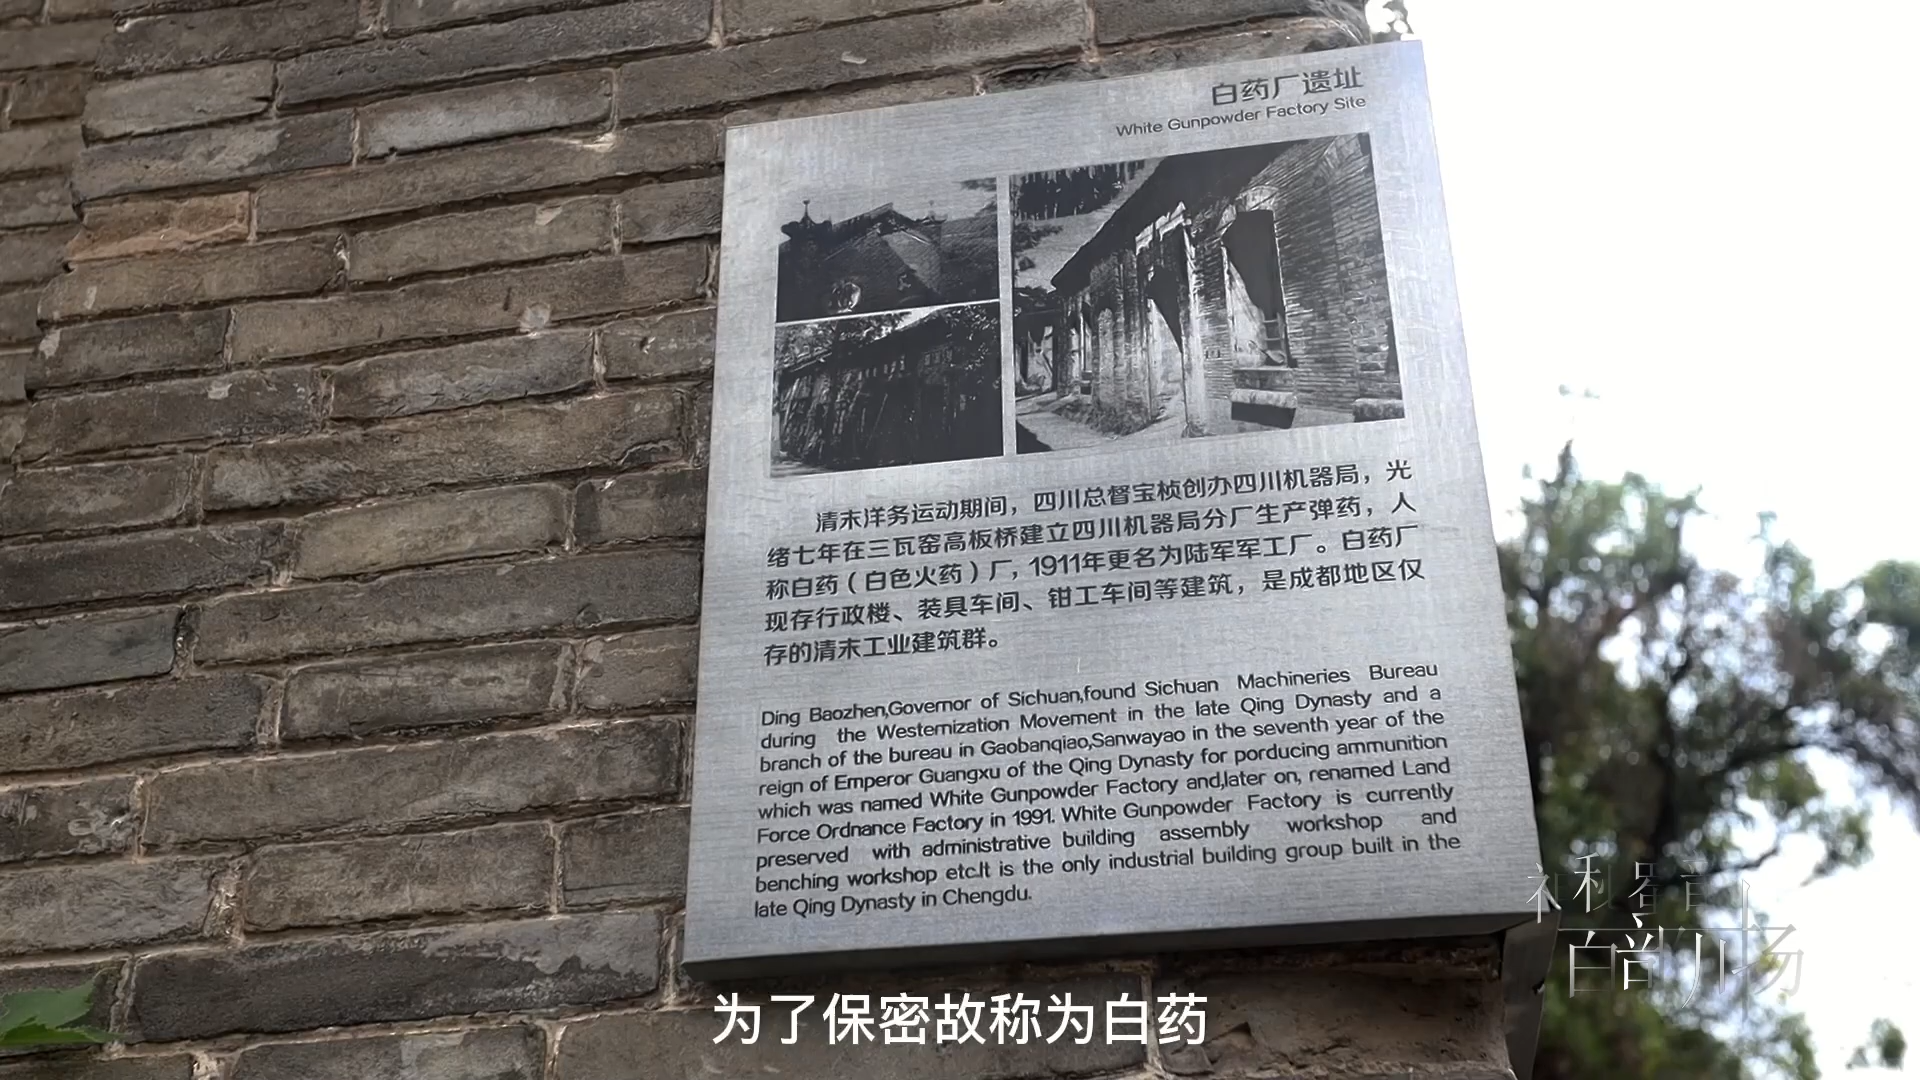 白药厂遗址
White Gunpowder Factory Site
清末洋务运动期间，四川总督宝桢创办四川机器局，光
绪七年在三瓦窑高板桥建立四川机器局分厂生产弹药，人
称白药（白色火药）厂，1911年更名为陆军军工厂。白药厂
现存行政楼、装具车间、钳工车间等建筑，是成都地区仅
存的清末工业建筑群。
Ding Baozhen,Governor of Sichuan,found Sichuan Machineries Bureau
during the Westernization Movement in the late Qing Dynasty and a
branch of the bureau in Gaobanqiao,Sanwayao in the seventh year of the
reign of Emperor Guangxu of the Qing Dynasty for porducing ammunition
which was named White Gunpowder Factory and,later on, renamed Land
Force Ordnance Factory in 1991. White Gunpowder Factory is currently
preserved with administrative building assembly workshop and
benching workshop etc.It is the only industrial building group built in the
late Qing Dynasty in Chengdu.
为了保密故称为白药